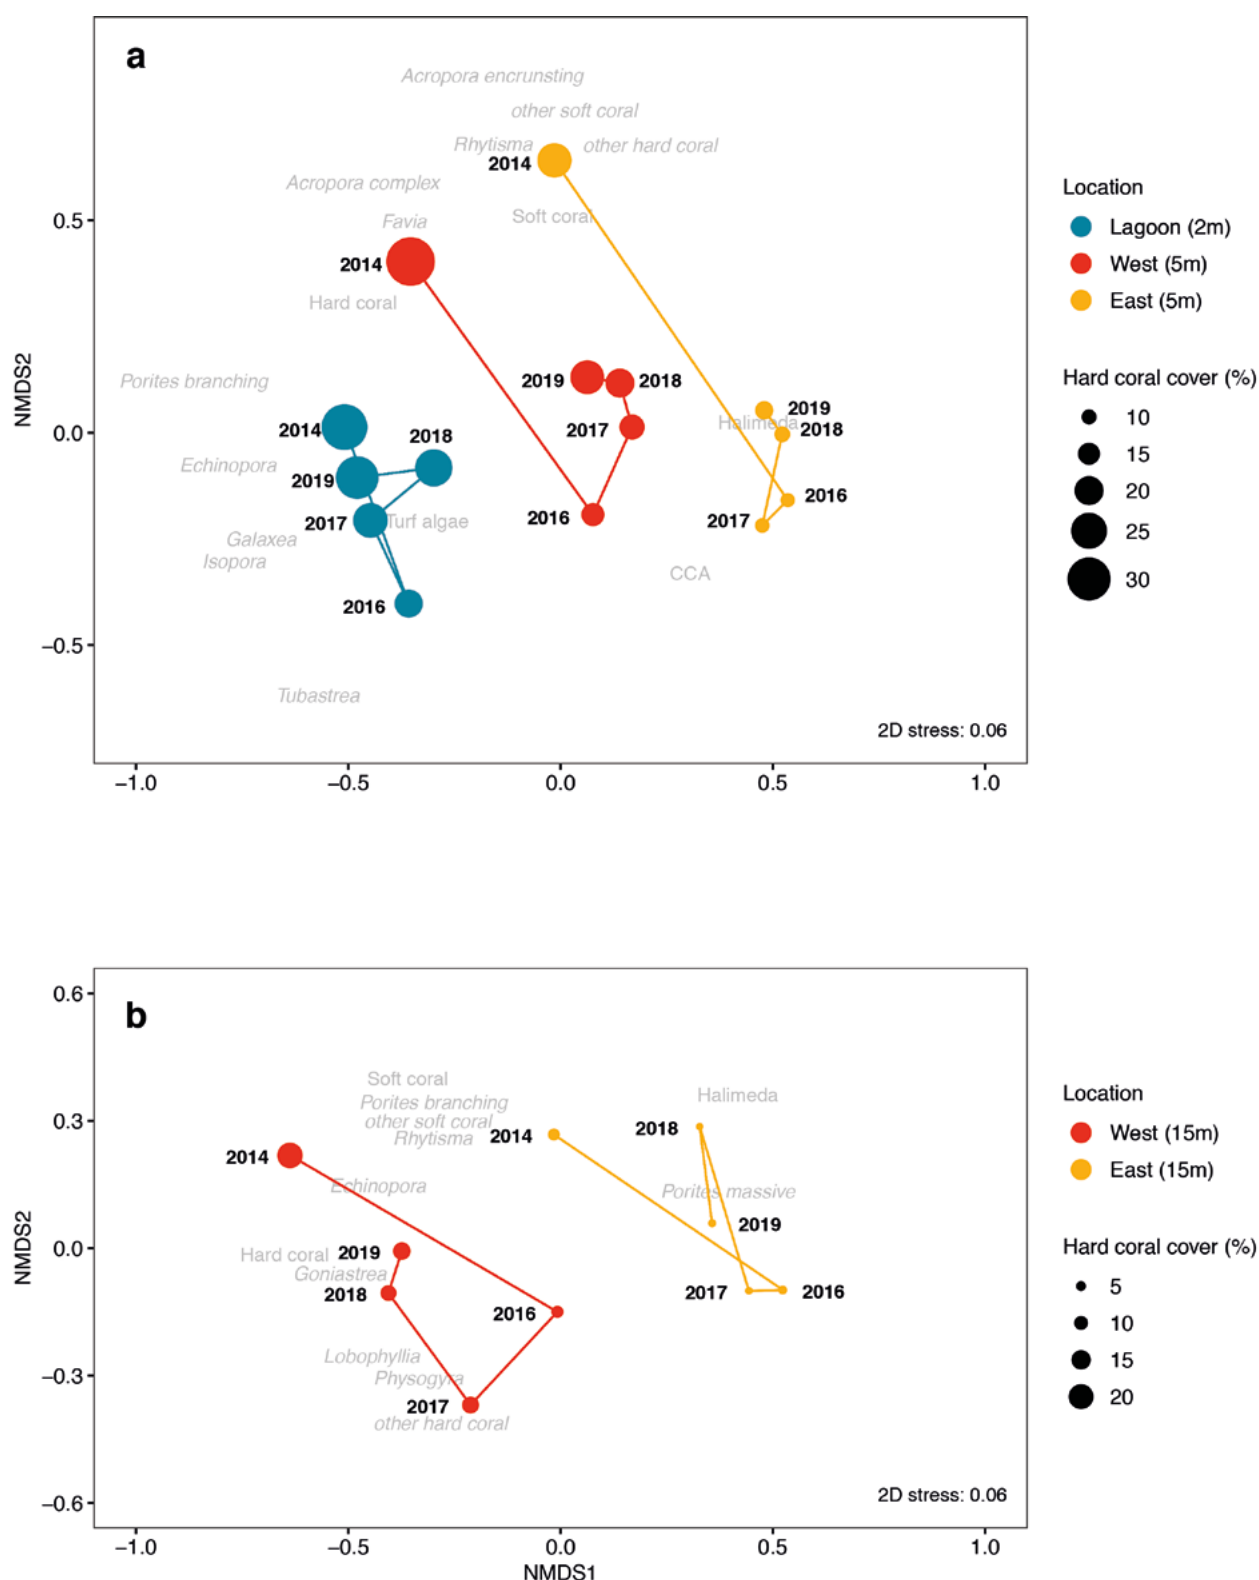 a
Acropora encrunsting
other soft coral
Rhytisma
other hard coral
2014
Acropora complex
Soft coral
Favia
2014
Hard coral
Porites branching
2019
2018
2014
2018
2017
Halimeda
2019
2018
Echinopora
2019
2016
2017
Turf algae
2016
2017
Galaxea
Isopora
CCA
2016
Tubastrea
2D stress: 0.06
NMDS2
0.5
0.0
−0.5
−1.0
−0.5
0.0
0.5
1.0
Location
Lagoon (2m)
West (5m)
East (5m)
Hard coral cover (%)
10
15
20
25
30
b
Soft coral
Porites branching
other soft coral
Rhytisma
2014
2018
Halimeda
2014
Echinopora
Porites massive
2019
Hard coral
2019
Goniastrea
2018
2016
2017
2016
Lobophyllia
Physogyra
2017
other hard coral
2D stress: 0.06
NMDS2
0.6
0.3
0.0
−0.3
−0.6
−1.0
−0.5
0.0
0.5
1.0
NMDS1
Location
West (15m)
East (15m)
Hard coral cover (%)
5
10
15
20